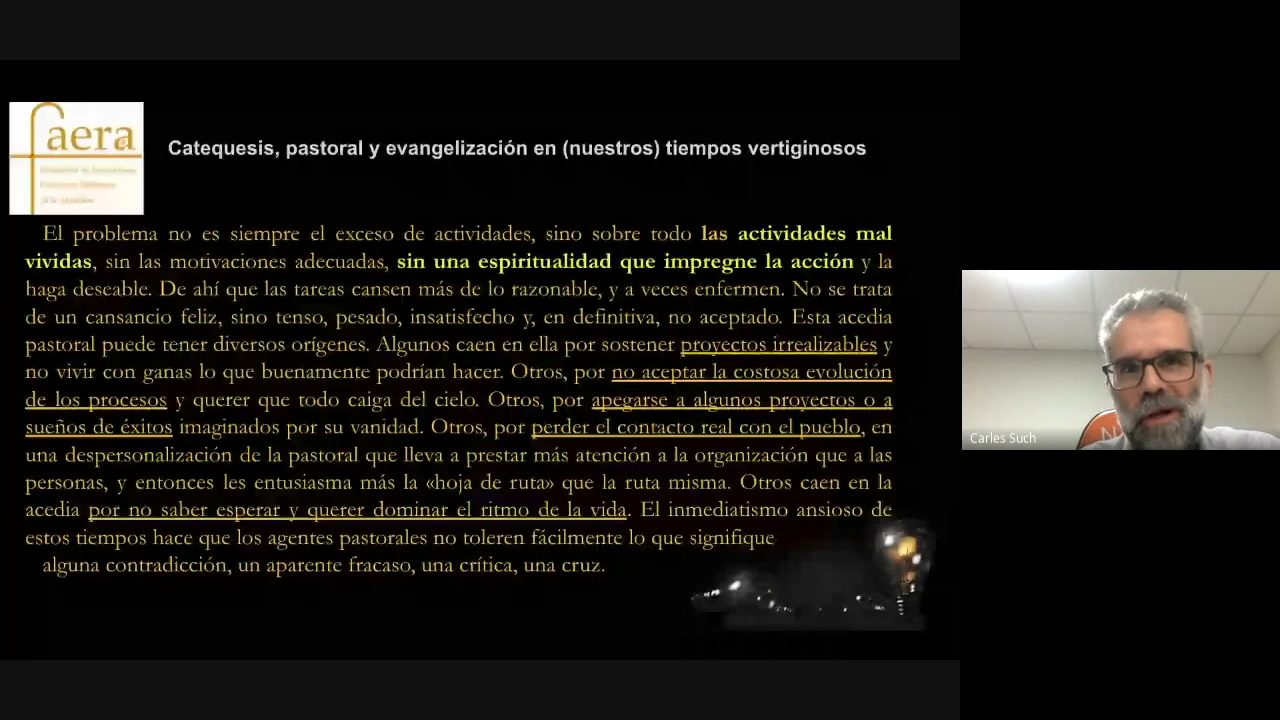 faera
Catequesis, pastoral y evangelización en (nuestros) tiempos vertiginosos
El problema no es siempre el exceso de actividades, sino sobre todo las actividades mal
vividas, sin las motivaciones adecuadas, sin una espiritualidad que impregne la acción y la
haga deseable. De ahí que las tareas cansen más de lo razonable, y a veces enfermen. No se trata
de un cansancio feliz, sino tenso, pesado, insatisfecho y, en definitiva, no aceptado. Esta acedia
pastoral puede tener diversos orígenes. Algunos caen en ella por sostener proyectos irrealizables y
no vivir con ganas lo que buenamente podrían hacer. Otros, por no aceptar la costosa evolución
de los procesos y querer que todo caiga del cielo. Otros, por apegarse a algunos proyectos o a
sueños de éxitos imaginados por su vanidad. Otros, por perder el contacto real con el pueblo, en
una despersonalización de la pastoral que lleva a prestar más atención a la organización que a las
personas, y entonces les entusiasma más la «hoja de ruta» que la ruta misma. Otros caen en la
acedia por no saber esperar y querer dominar el ritmo de la vida. El inmediatismo ansioso de
estos tiempos hace que los agentes pastorales no toleren fácilmente lo que signifique
alguna contradicción, un aparente fracaso, una crítica, una cruz.
Carles Such